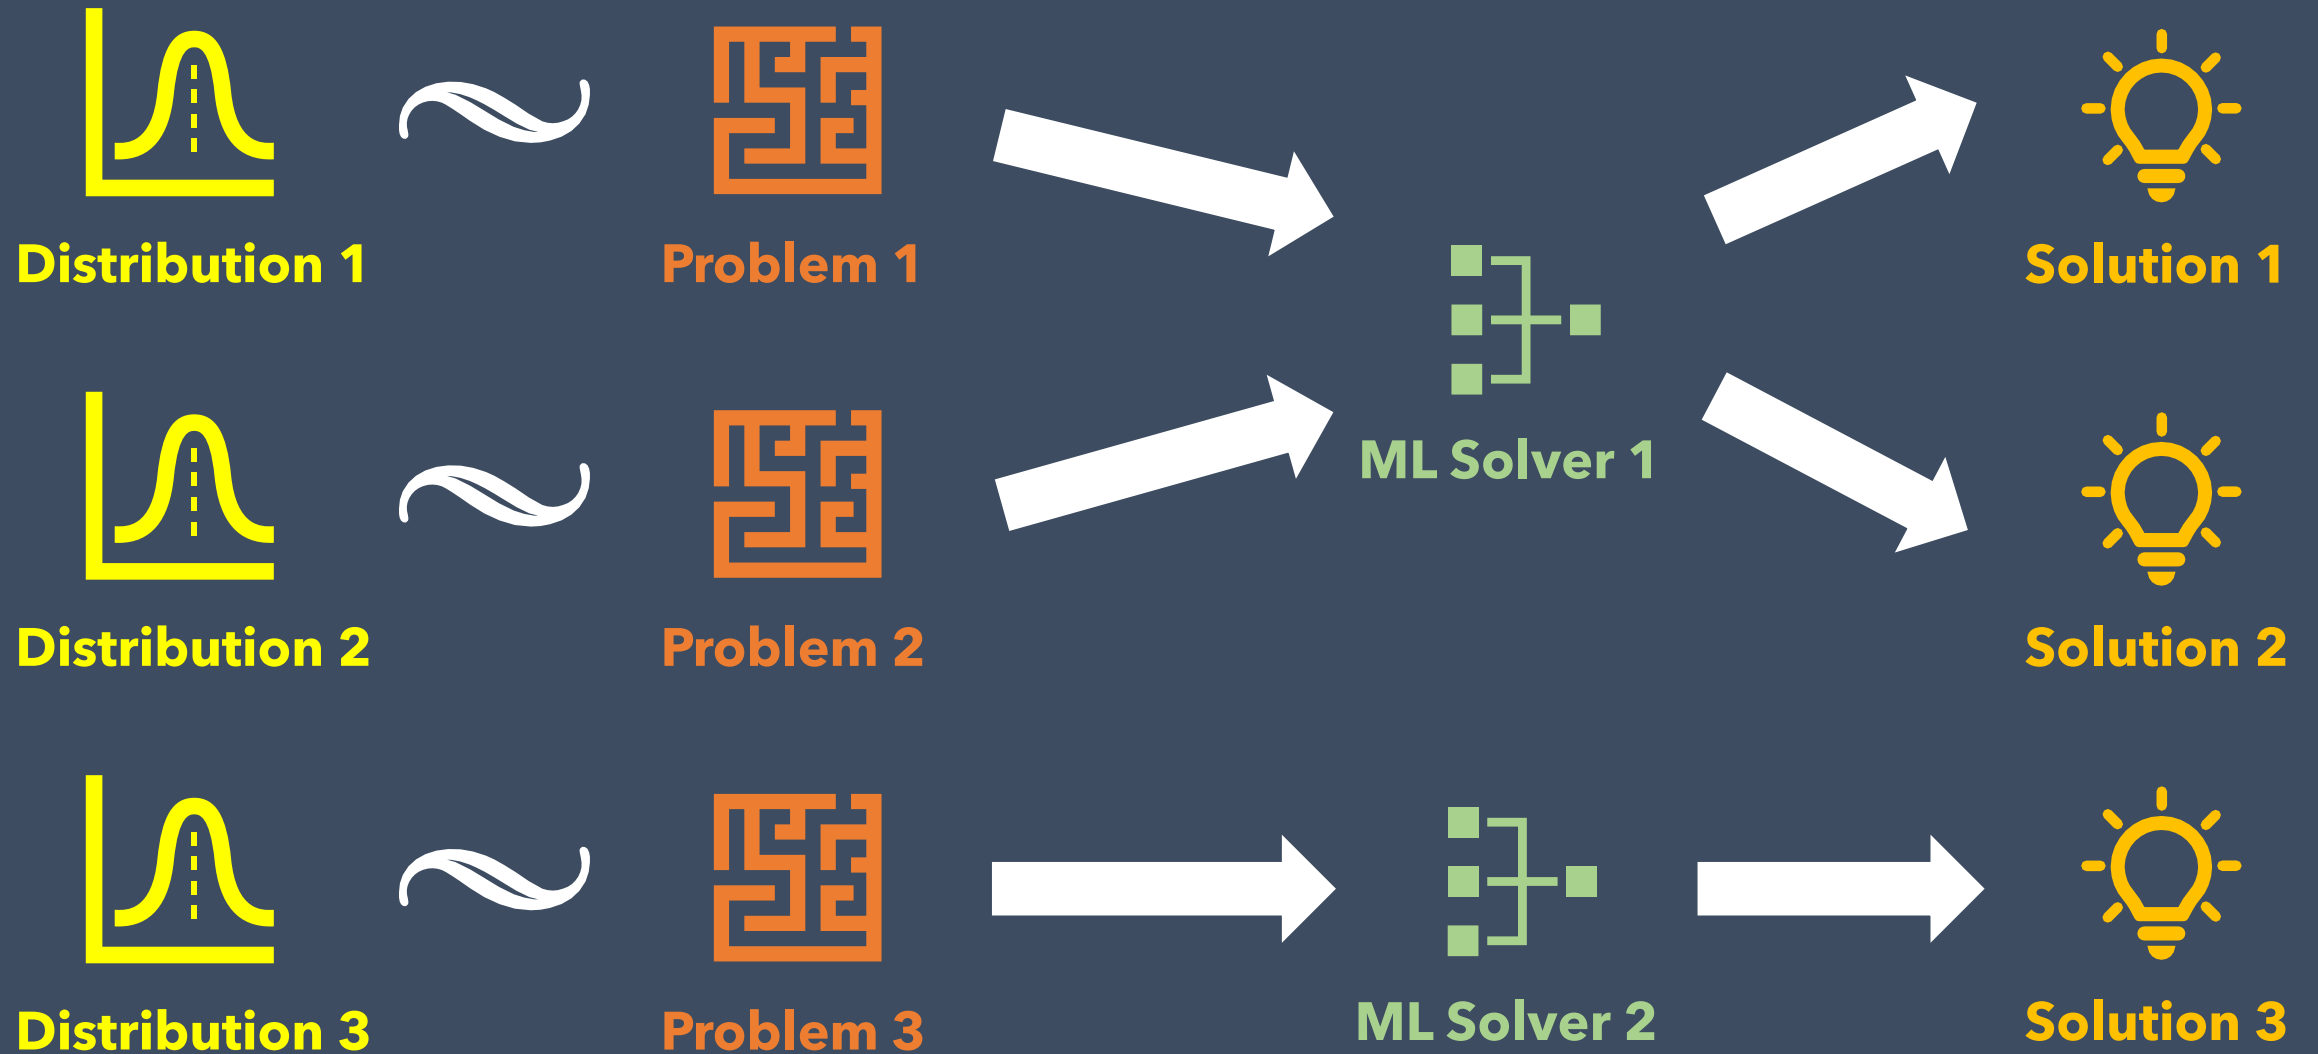 Distribution 1
Problem 1
Solution 1
ML Solver 1
Distribution 2
Problem 2
Solution 2
Distribution 3
Problem 3
ML Solver 2
Solution 3